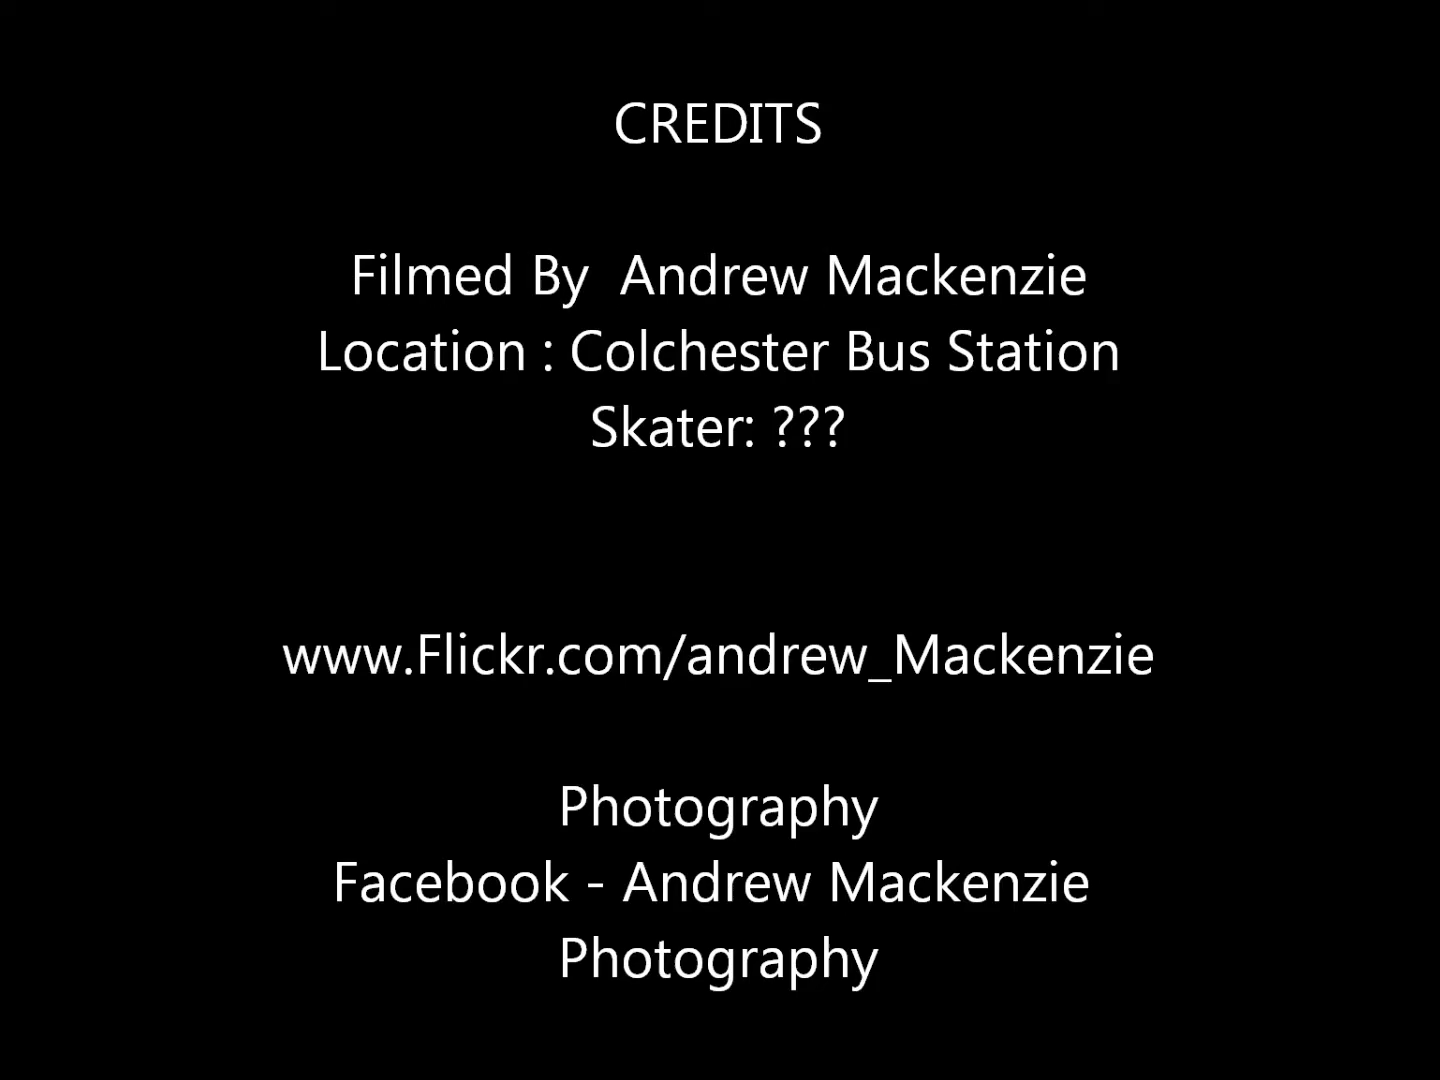 CREDITS
Filmed By  Andrew Mackenzie
Location : Colchester Bus Station
Skater: ???
www.Flickr.com/andrew_Mackenzie
Photography
Facebook - Andrew Mackenzie
Photography